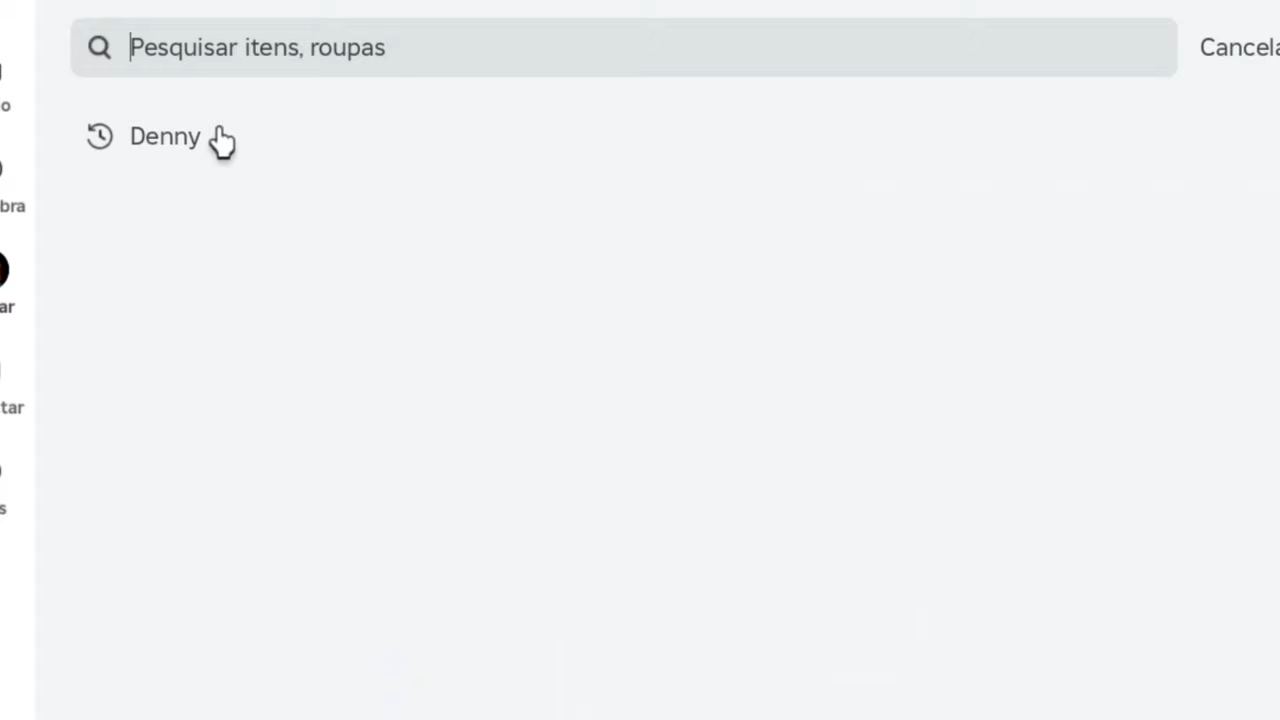 Pesquisar itens, roupas
Cancela
Denny
o
bra
ar
tar
s